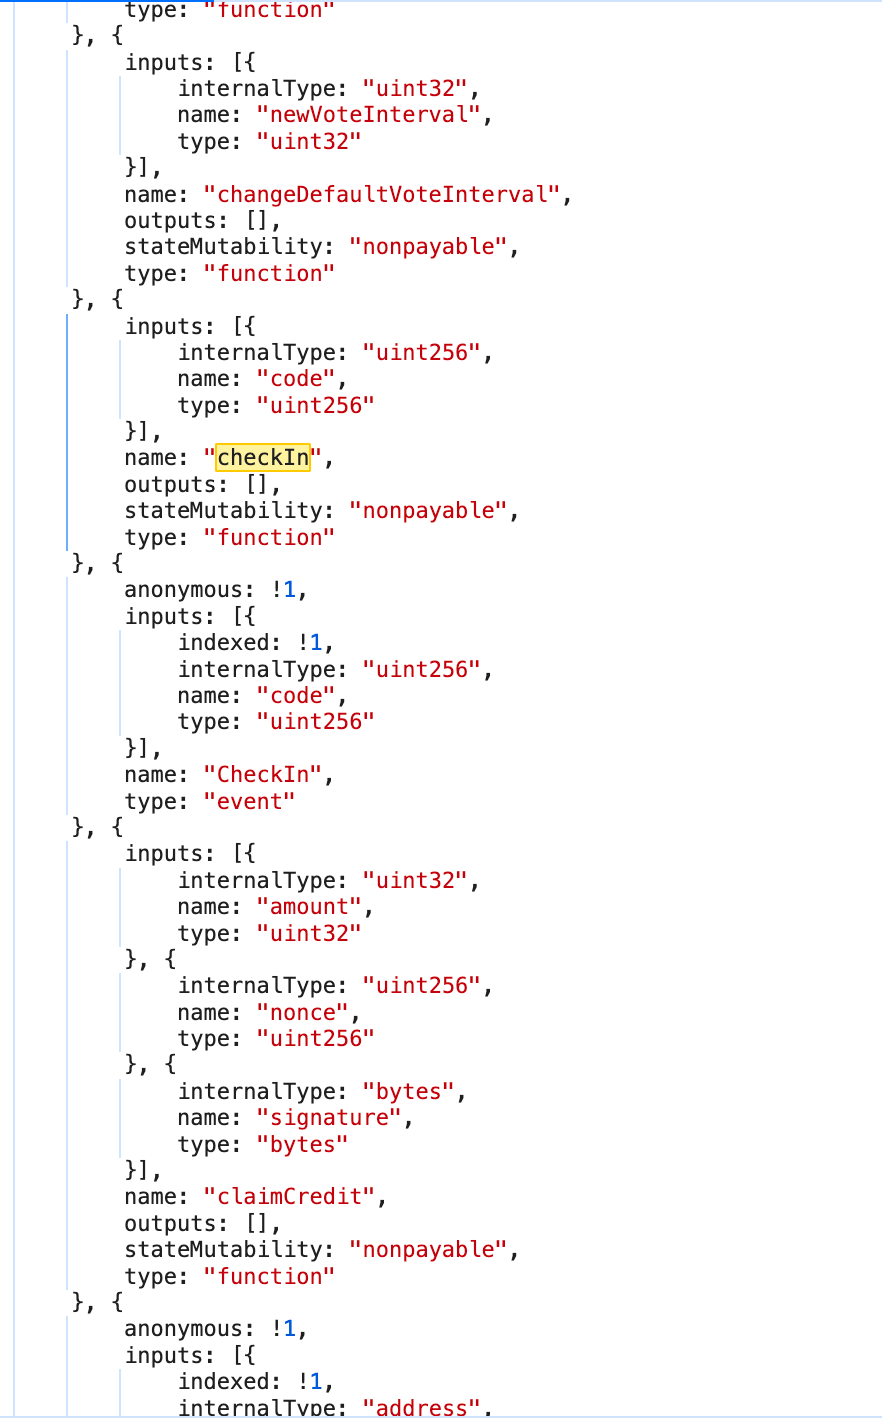 type: "function"
}, {
inputs: [{
internalType: "uint32",
name: "newVoteInterval",
type: "uint32"
}],
name: "changeDefaultVoteInterval",
outputs: [],
stateMutability: "nonpayable",
type: "function"
}, {
inputs: [{
internalType: "uint256",
name: "code",
type: "uint256"
}],
name: "checkIn",
outputs: [],
stateMutability: "nonpayable",
type: "function"
}, {
anonymous: !1,
inputs: [{
indexed: !1,
internalType: "uint256",
name: "code",
type: "uint256"
}],
name: "CheckIn",
type: "event"
}, {
inputs: [{
internalType: "uint32",
name: "amount",
type: "uint32"
}, {
internalType: "uint256",
name: "nonce",
type: "uint256"
}, {
internalType: "bytes",
name: "signature",
type: "bytes"
}],
name: "claimCredit",
outputs: [],
stateMutability: "nonpayable",
type: "function"
}, {
anonymous: !1,
inputs: [{
indexed: !1,
internalType: "address",